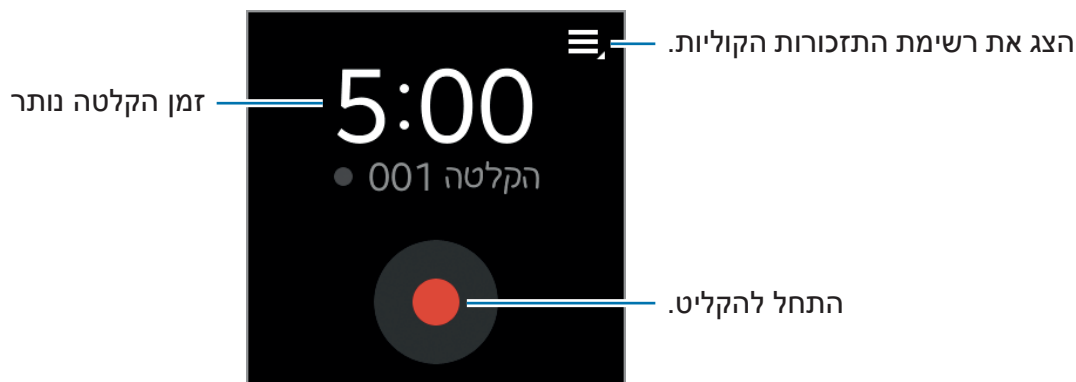 הצג את רשימת התזכורות הקוליות.
5:00
זמן הקלטה נותר
הקלטה 001
התחל להקליט.